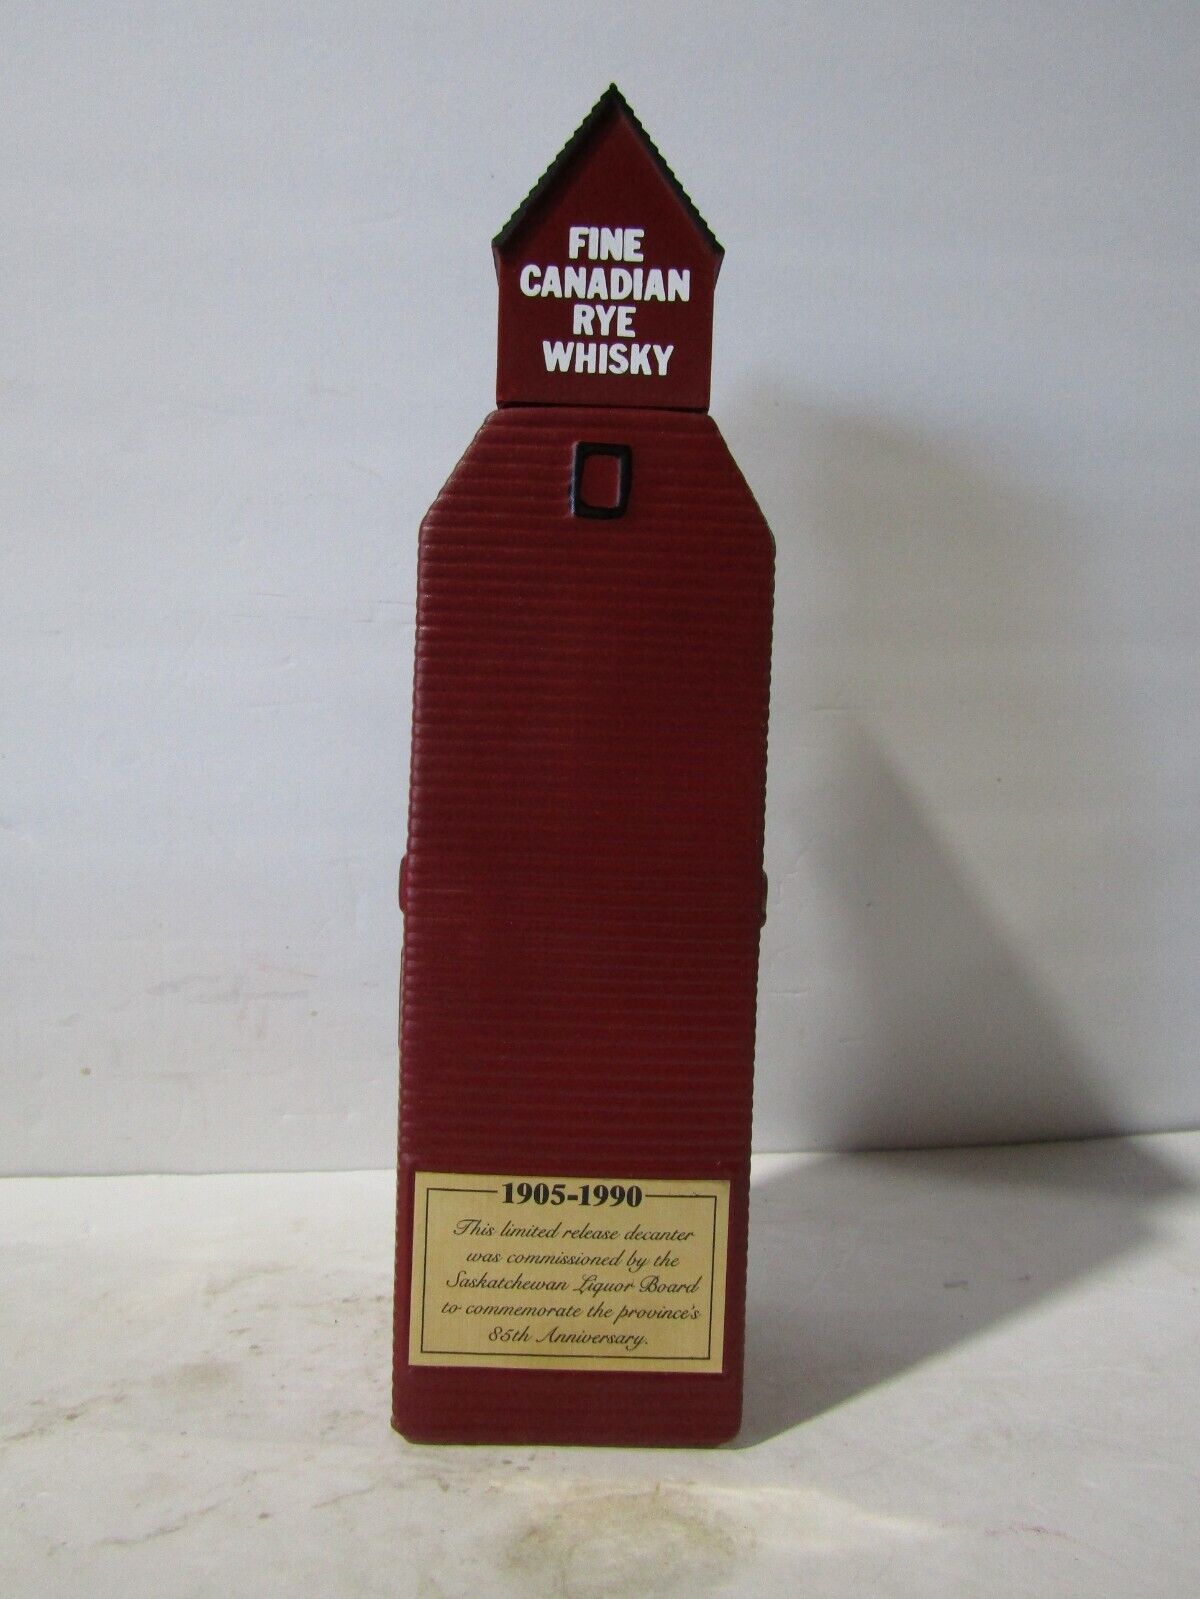 FINE
CANADIAN
RYE
WHISKY
1905-1990
This limited release decanter
was commissioned by the
Saskatchewan Liquor Board
to commemorate the province's
85th Anniversary.